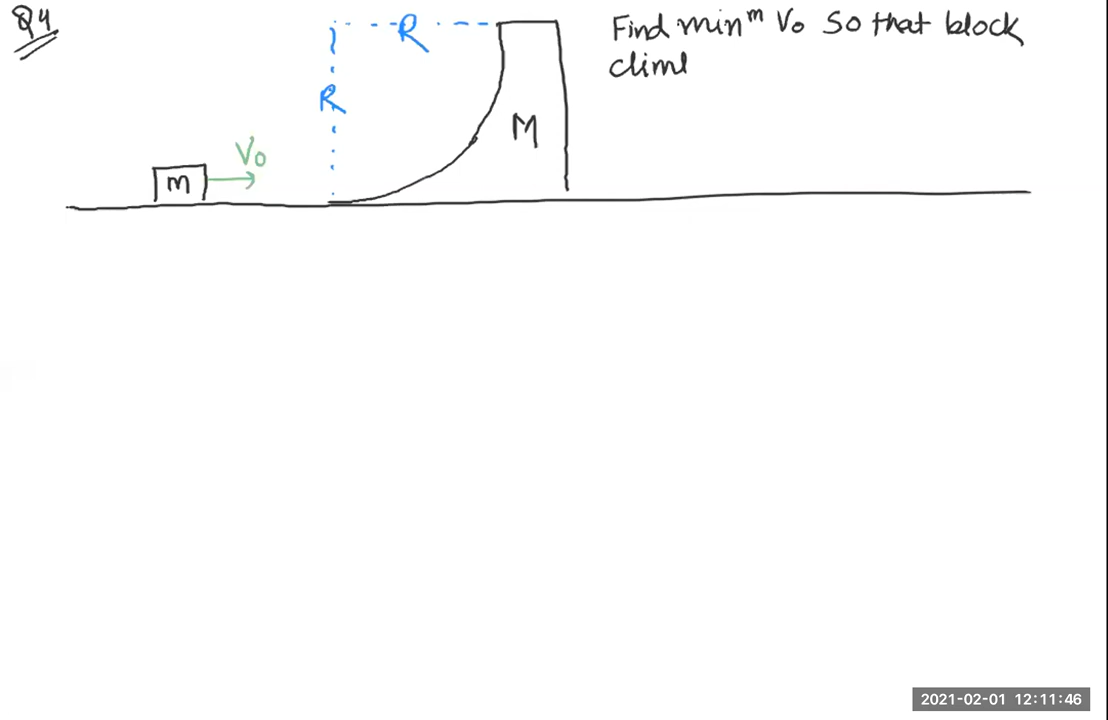 Q4
R
Find minᵐ Vo so that block
climb
R
M
Vo
m
2021-02-01 12:11:46